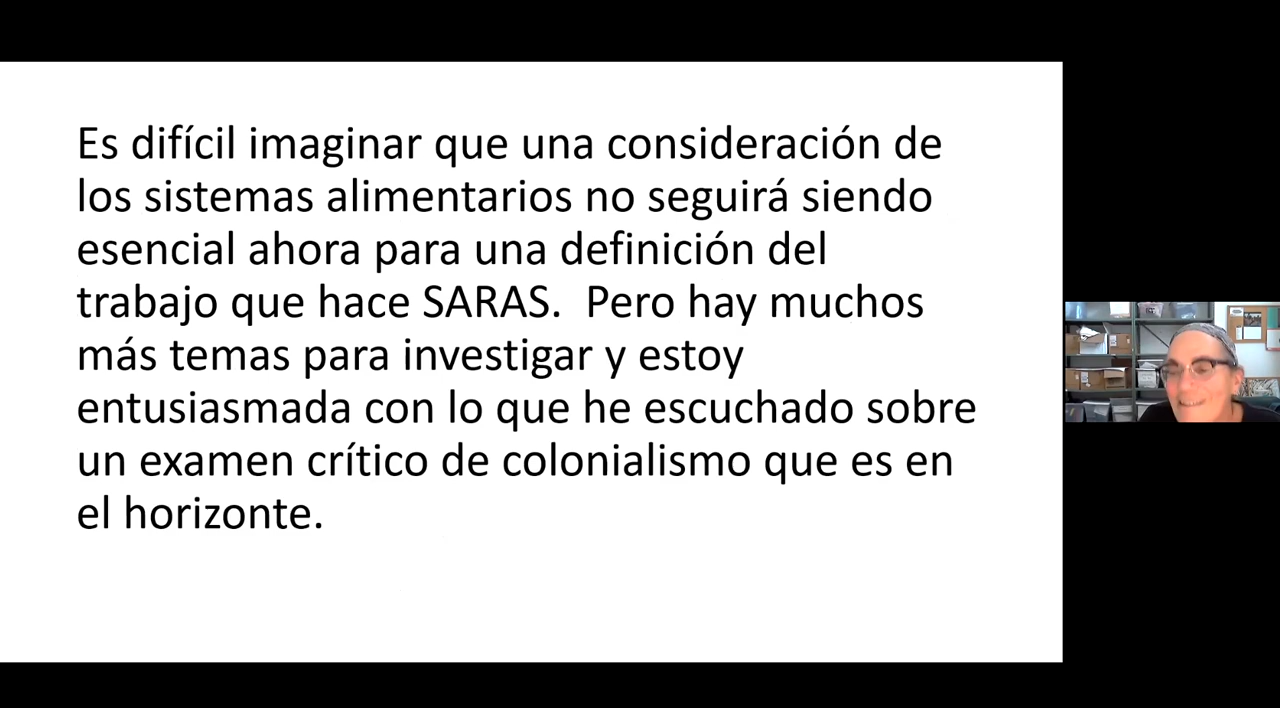 Es difícil imaginar que una consideración de
los sistemas alimentarios no seguirá siendo
esencial ahora para una definición del
trabajo que hace SARAS.  Pero hay muchos
más temas para investigar y estoy
entusiasmada con lo que he escuchado sobre
un examen crítico de colonialismo que es en
el horizonte.